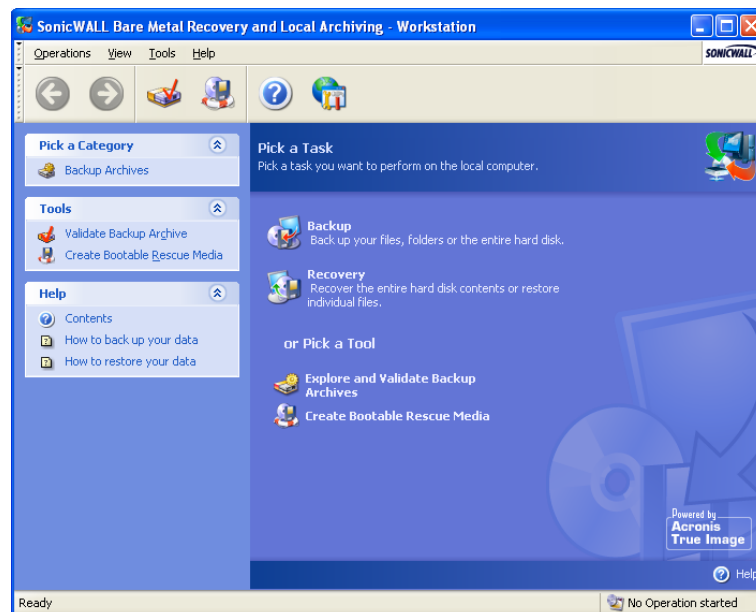 SonicWALL Bare Metal Recovery and Local Archiving - Workstation
Operations View Tools Help
SONICWALL
Pick a Category
Backup Archives
Tools
Validate Backup Archive
Create Bootable Rescue Media
Help
Contents
How to back up your data
How to restore your data
Pick a Task
Pick a task you want to perform on the local computer.
Backup
Back up your files, folders or the entire hard disk.
Recovery
Recover the entire hard disk contents or restore
individual files.
or Pick a Tool
Explore and Validate Backup
Archives
Create Bootable Rescue Media
Powered by
Acronis
True Image
Help
Ready
No Operation started